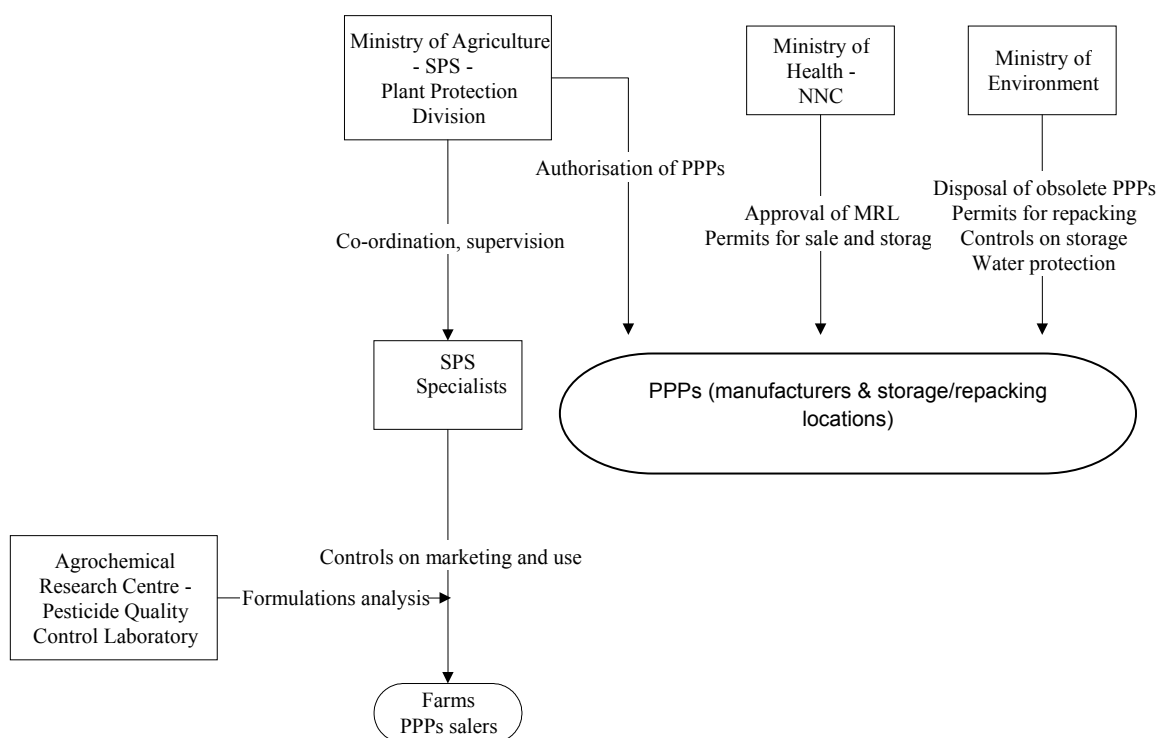 Ministry of Agriculture
- SPS -
Plant Protection
Division
Ministry of
Health -
NNC
Ministry of
Environment
Authorisation of PPPs
Disposal of obsolete PPPs
Permits for repacking
Controls on storage
Water protection
Approval of MRL
Permits for sale and storag
Co-ordination, supervision
SPS
Specialists
PPPs (manufacturers & storage/repacking
locations)
Agrochemical
Research Centre -
Pesticide Quality
Control Laboratory
Controls on marketing and use
Formulations analysis
Farms
PPPs salers